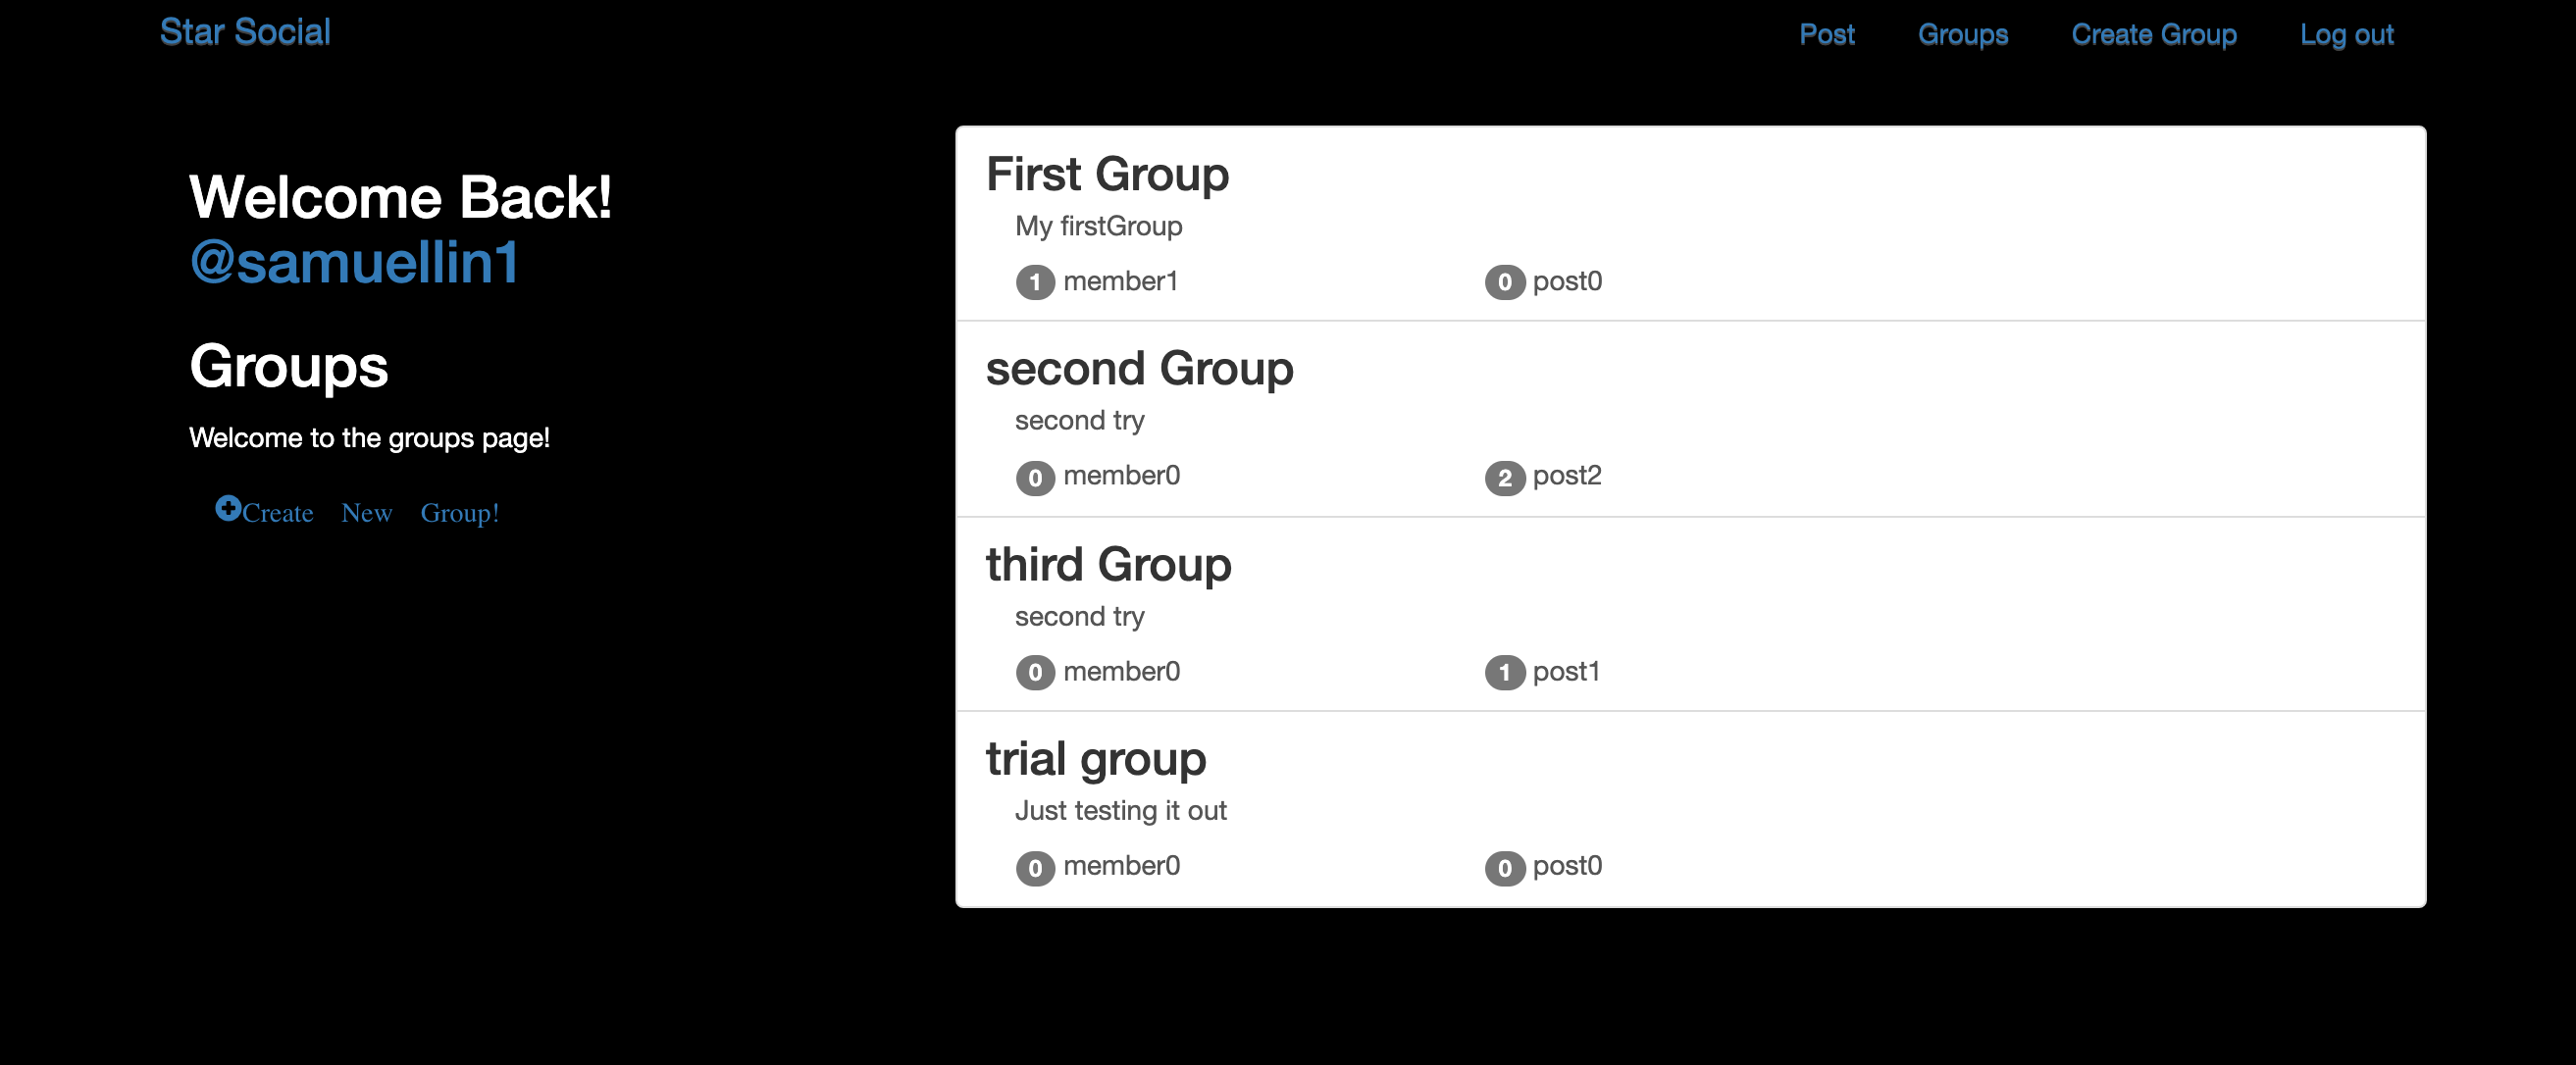 Star Social
Post Groups Create Group Log out
Welcome Back!
@samuellin1
Groups
Welcome to the groups page!
Create New Group!
First Group
My firstGroup
1 member1 0 post0
second Group
second try
0 member0 2 post2
third Group
second try
0 member0 1 post1
trial group
Just testing it out
0 member0 0 post0